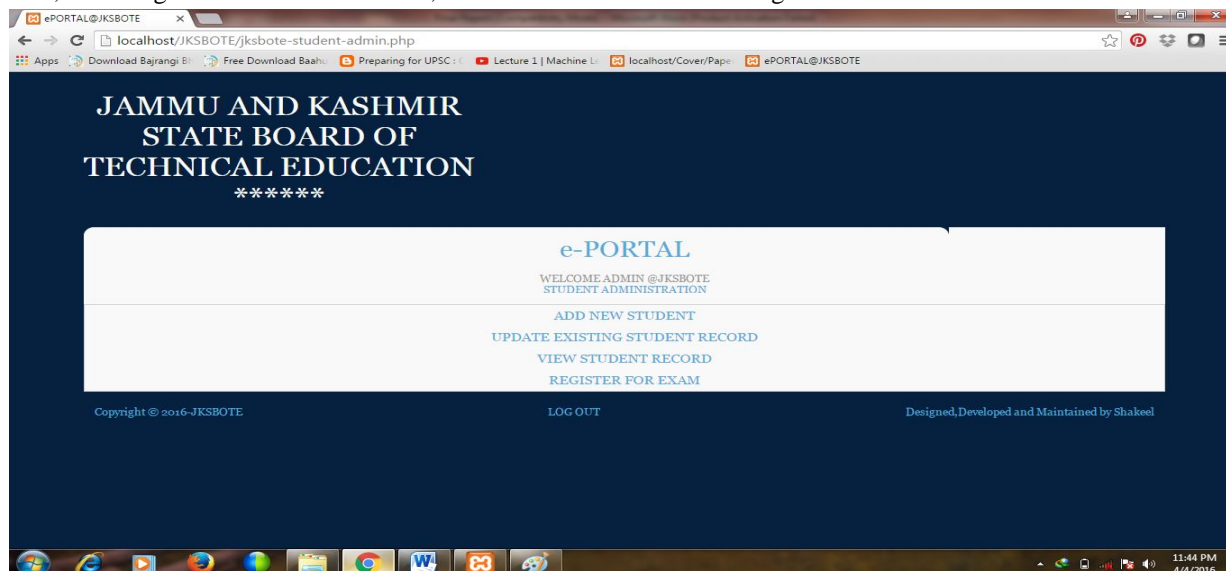 ePORTAL@JKSBOTE
localhost/JKSBOTE/jksbote-student-admin.php
Apps Download Bajrangi Bh Free Download Baahu Preparing for UPSC : Lecture 1 | Machine L localhost/Cover/Pape ePORTAL@JKSBOTE
JAMMU AND KASHMIR
STATE BOARD OF
TECHNICAL EDUCATION
******
e-PORTAL
WELCOME ADMIN @JKSBOTE
STUDENT ADMINISTRATION
ADD NEW STUDENT
UPDATE EXISTING STUDENT RECORD
VIEW STUDENT RECORD
REGISTER FOR EXAM
Copyright © 2016-JKSBOTE LOG OUT Designed,Developed and Maintained by Shakeel
11:44 PM
4/4/2016